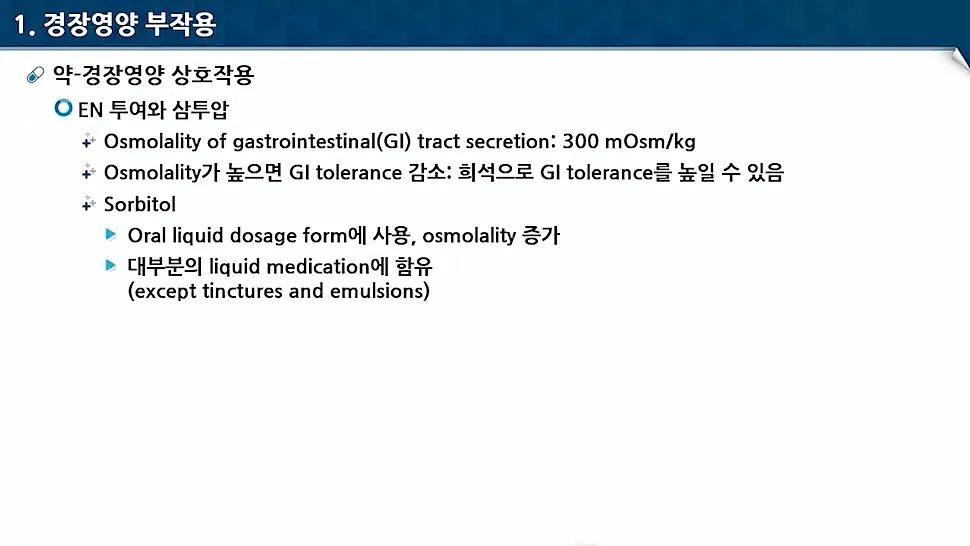 1. 경장영양 부작용
약-경장영양 상호작용
EN 투여와 삼투압
Osmolality of gastrointestinal(GI) tract secretion: 300 mOsm/kg
Osmolality가 높으면 GI tolerance 감소: 희석으로 GI tolerance를 높일 수 있음
Sorbitol
Oral liquid dosage form에 사용, osmolality 증가
대부분의 liquid medication에 함유
(except tinctures and emulsions)